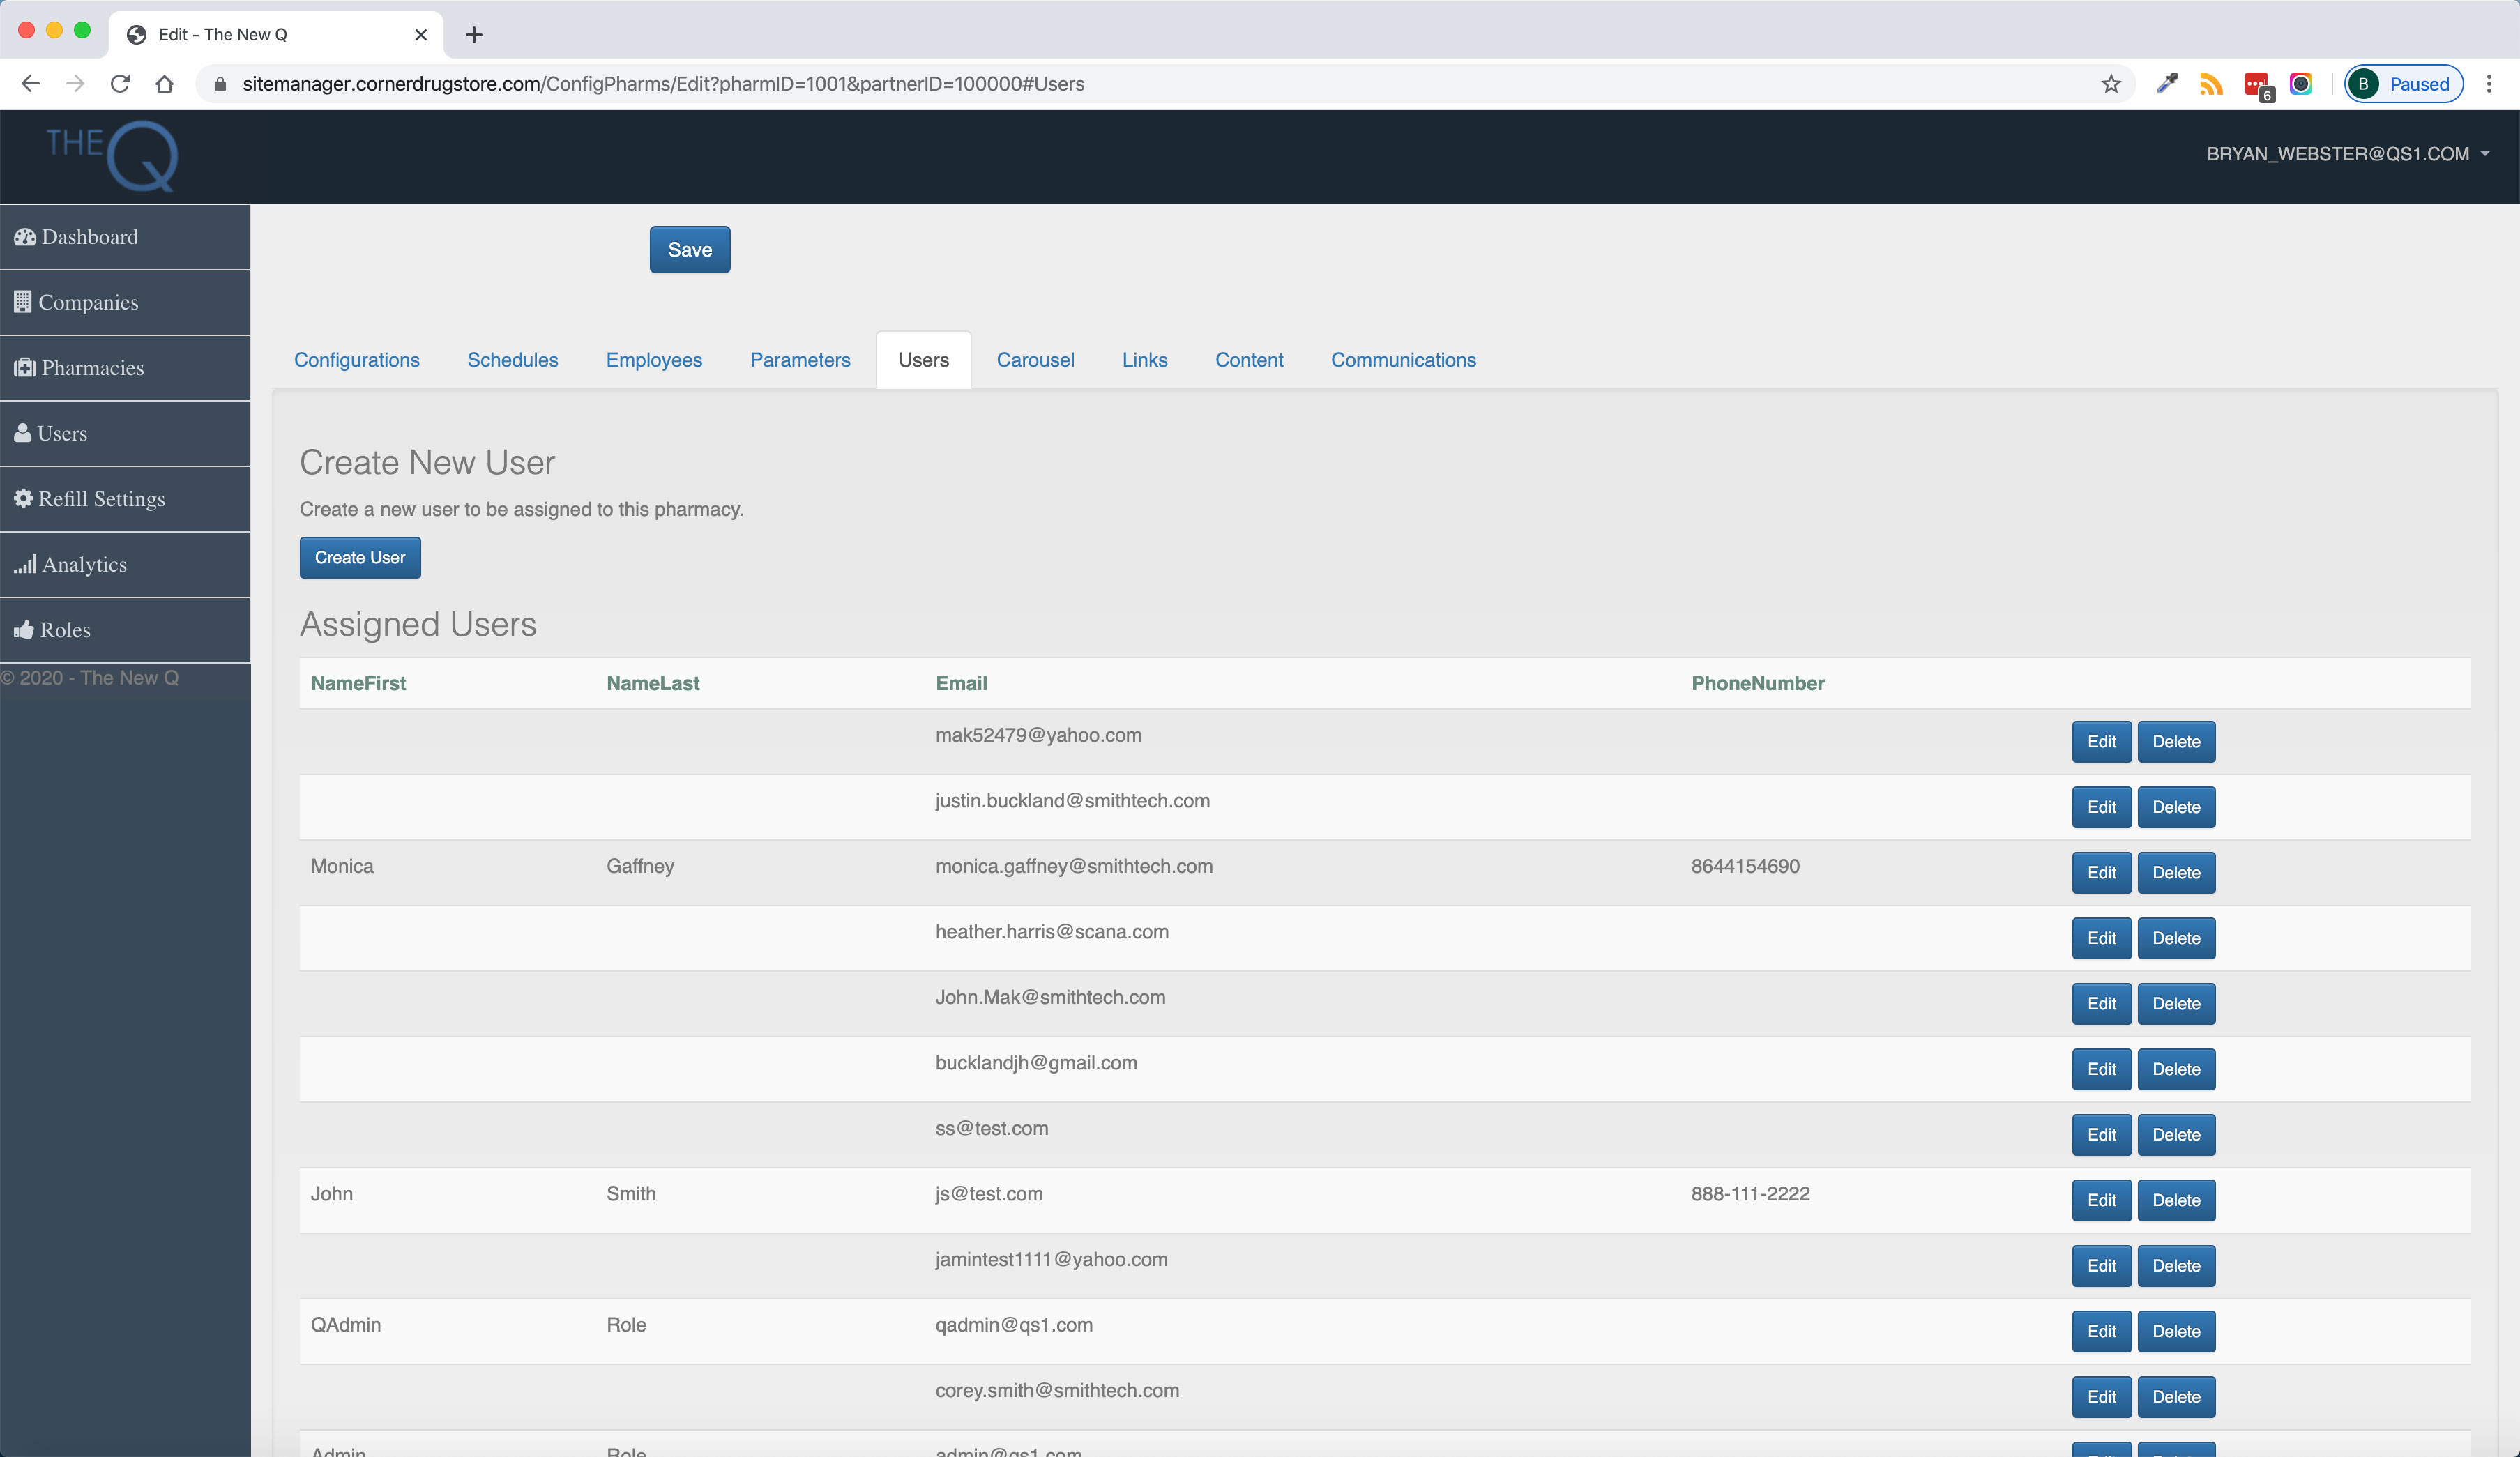 Edit - The New Q
sitemanager.cornerdrugstore.com/ConfigPharms/Edit?pharmID=1001&partnerID=100000#Users
6
B Paused
THE Q
BRYAN_WEBSTER@QS1.COM
Dashboard
Companies
Pharmacies
Users
Refill Settings
Analytics
Roles
© 2020 - The New Q
Save
Configurations Schedules Employees Parameters Users Carousel Links Content Communications
Create New User
Create a new user to be assigned to this pharmacy.
Create User
Assigned Users
NameFirst NameLast Email PhoneNumber
mak52479@yahoo.com Edit Delete
justin.buckland@smithtech.com Edit Delete
Monica Gaffney monica.gaffney@smithtech.com 8644154690 Edit Delete
heather.harris@scana.com Edit Delete
John.Mak@smithtech.com Edit Delete
bucklandjh@gmail.com Edit Delete
ss@test.com Edit Delete
John Smith js@test.com 888-111-2222 Edit Delete
jamintest1111@yahoo.com Edit Delete
QAdmin Role qadmin@qs1.com Edit Delete
corey.smith@smithtech.com Edit Delete
Admin Role admin@qs1.com